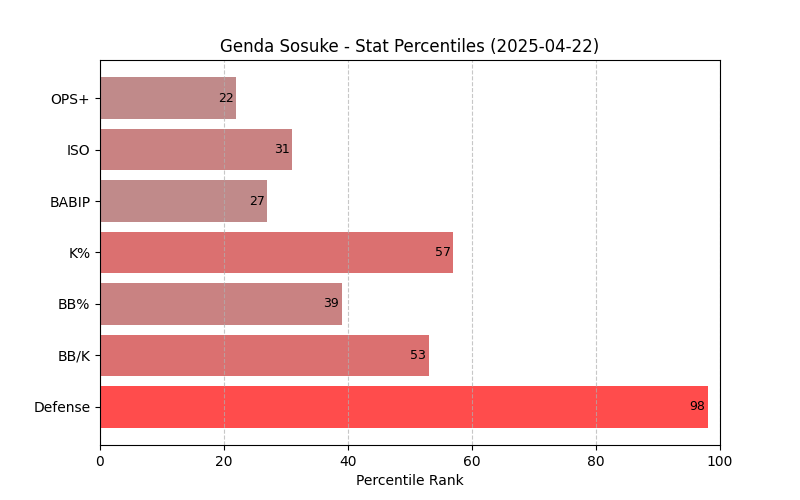 Genda Sosuke - Stat Percentiles (2025-04-22)
OPS+ 22
ISO 31
BABIP 27
K% 57
BB% 39
BB/K 53
Defense 98
0 20 40 60 80 100
Percentile Rank